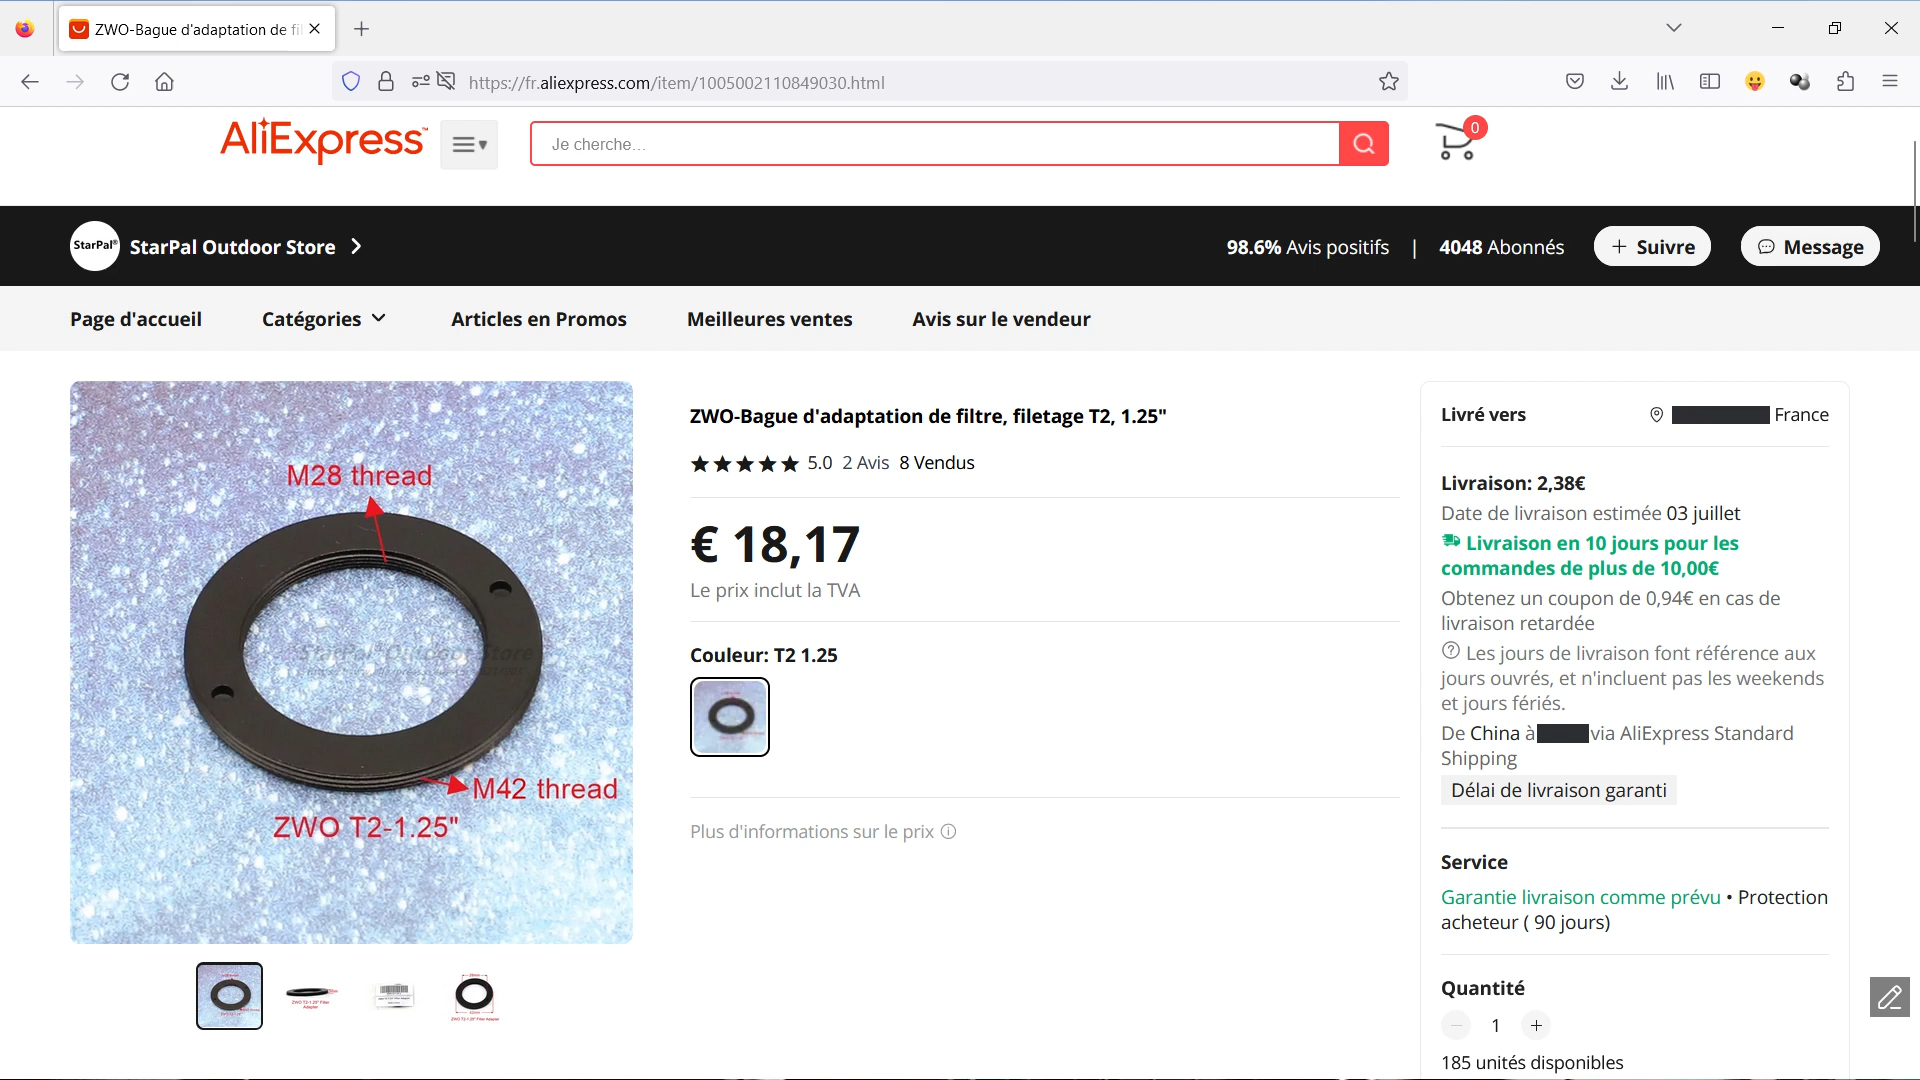 ZWO-Bague d'adaptation de fil
https://fr.aliexpress.com/item/1005002110849030.html
AliExpress
Je cherche...
0
StarPal®
StarPal Outdoor Store
98.6% Avis positifs | 4048 Abonnés
+ Suivre
Message
Page d'accueil
Catégories
Articles en Promos
Meilleures ventes
Avis sur le vendeur
M28 thread
StarPal® Outdoor Store
M42 thread
ZWO T2-1.25"
ZWO-Bague d'adaptation de filtre, filetage T2, 1.25"
5.0 2 Avis 8 Vendus
€ 18,17
Le prix inclut la TVA
Couleur: T2 1.25
Plus d'informations sur le prix
Livré vers
France
Livraison: 2,38€
Date de livraison estimée 03 juillet
Livraison en 10 jours pour les
commandes de plus de 10,00€
Obtenez un coupon de 0,94€ en cas de
livraison retardée
Les jours de livraison font référence aux
jours ouvrés, et n'incluent pas les weekends
et jours fériés.
De China à via AliExpress Standard
Shipping
Délai de livraison garanti
Service
Garantie livraison comme prévu • Protection
acheteur ( 90 jours)
Quantité
1
185 unités disponibles